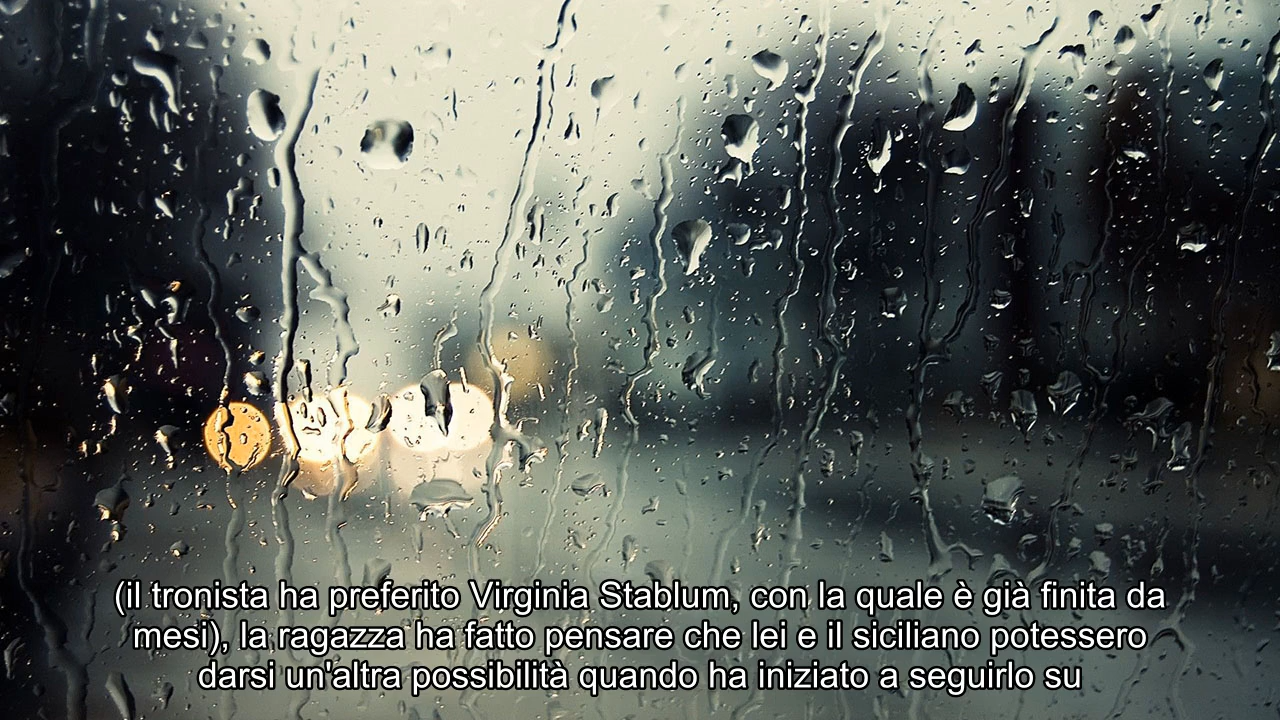 (il tronista ha preferito Virginia Stablum, con la quale è già finita da
mesi), la ragazza ha fatto pensare che lei e il siciliano potessero
darsi un'altra possibilità quando ha iniziato a seguirlo su